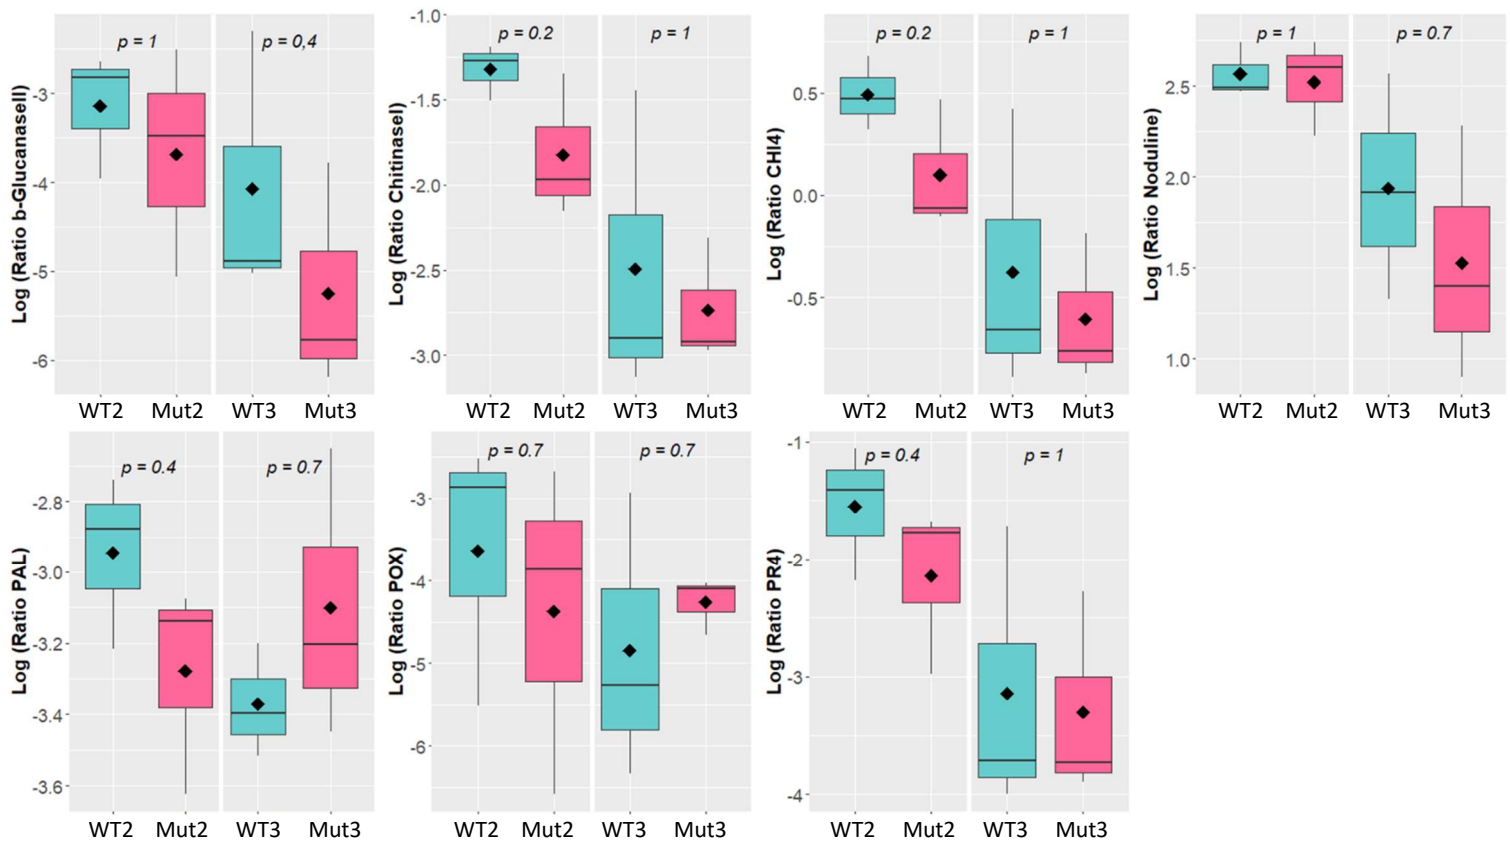 Log (Ratio b-GlucanaseII)
p = 1
p = 0,4
-3
-4
-5
-6
WT2 Mut2 WT3 Mut3
Log (Ratio ChitinaseI)
p = 0.2
p = 1
-1.0
-1.5
-2.0
-2.5
-3.0
WT2 Mut2 WT3 Mut3
Log (Ratio CHI4)
p = 0.2
p = 1
0.5
0.0
-0.5
WT2 Mut2 WT3 Mut3
Log (Ratio Noduline)
p = 1
p = 0.7
2.5
2.0
1.5
1.0
WT2 Mut2 WT3 Mut3
Log (Ratio PAL)
p = 0.4
p = 0.7
-2.8
-3.0
-3.2
-3.4
-3.6
WT2 Mut2 WT3 Mut3
Log (Ratio POX)
p = 0.7
p = 0.7
-3
-4
-5
-6
WT2 Mut2 WT3 Mut3
Log (Ratio PR4)
p = 0.4
p = 1
-1
-2
-3
-4
WT2 Mut2 WT3 Mut3